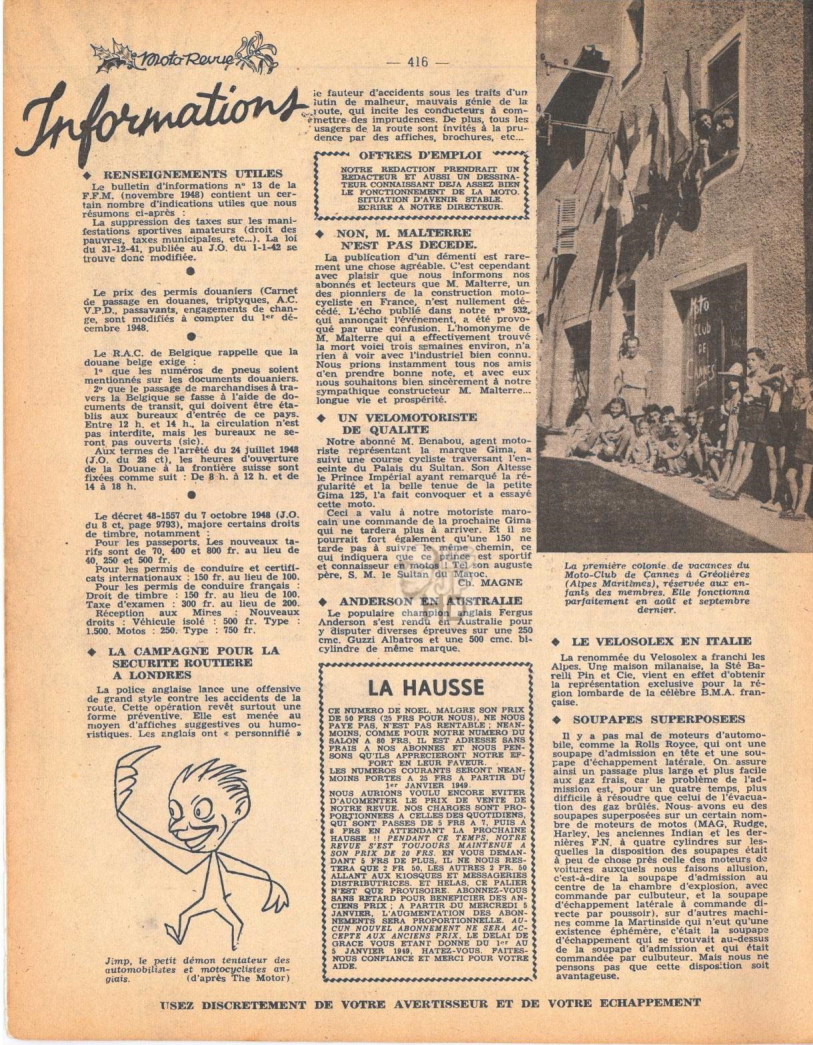 Moto Revue
— 416 —
Informations
◆ RENSEIGNEMENTS UTILES
Le bulletin d'informations n° 13 de la
F.F.M. (novembre 1948) contient un cer-
tain nombre d'indications utiles que nous
résumons ci-après :
La suppression des taxes sur les mani-
festations sportives amateurs (droit des
pauvres, taxes municipales, etc...). La loi
du 31-12-41, publiée au J.O. du 1-1-42 se
trouve donc modifiée.
●
Le prix des permis douaniers (Carnet
de passage en douanes, triptyques, A.C.
V.P.D., passavants, engagements de chan-
ge, sont modifiés à compter du 1er dé-
cembre 1948.
●
Le R.A.C. de Belgique rappelle que la
douane belge exige :
1° que les numéros de pneus soient
mentionnés sur les documents douaniers.
2° que le passage de marchandises à tra-
vers la Belgique se fasse à l'aide de do-
cuments de transit, qui doivent être éta-
blis aux bureaux d'entrée de ce pays.
Entre 12 h. et 14 h., la circulation n'est
pas interdite, mais les bureaux ne se-
ront pas ouverts (sic).
Aux termes de l'arrêté du 24 juillet 1948
(J.O. du 28 ct), les heures d'ouverture
de la Douane à la frontière suisse sont
fixées comme suit : De 8 h. à 12 h. et de
14 à 18 h.
●
Le décret 48-1557 du 7 octobre 1948 (J.O.
du 8 ct, page 9793), majore certains droits
de timbre, notamment :
Pour les passeports. Les nouveaux ta-
rifs sont de 70, 400 et 800 fr. au lieu de
40, 250 et 500 fr.
Pour les permis de conduire et certifi-
cats internationaux : 150 fr. au lieu de 100.
Pour les permis de conduire français :
Droit de timbre : 150 fr. au lieu de 100.
Taxe d'examen : 300 fr. au lieu de 200.
Réception aux Mines : Nouveaux
droits : Véhicule isolé : 500 fr. Type :
1.500. Motos : 250. Type : 750 fr.
◆ LA CAMPAGNE POUR LA
SECURITE ROUTIERE
A LONDRES
La police anglaise lance une offensive
de grand style contre les accidents de la
route. Cette opération revêt surtout une
forme préventive. Elle est menée au
moyen d'affiches suggestives ou humo-
ristiques. Les anglais ont « personnifié »
Jimp, le petit démon tentateur des
automobilistes et motocyclistes an-
glais. (d'après The Motor)
le fauteur d'accidents sous les traits d'un
lutin de malheur, mauvais génie de la
route, qui incite les conducteurs à com-
mettre des imprudences. De plus, tous les
usagers de la route sont invités à la pru-
dence par des affiches, brochures, etc...
OFFRES D'EMPLOI
NOTRE REDACTION PRENDRAIT UN
REDACTEUR ET AUSSI UN DESSINA-
TEUR CONNAISSANT DEJA ASSEZ BIEN
LE FONCTIONNEMENT DE LA MOTO.
SITUATION D'AVENIR STABLE.
ECRIRE A NOTRE DIRECTEUR.
◆ NON, M. MALTERRE
N'EST PAS DECEDE.
La publication d'un démenti est rare-
ment une chose agréable. C'est cependant
avec plaisir que nous informons nos
abonnés et lecteurs que M. Malterre, un
des pionniers de la construction moto-
cycliste en France, n'est nullement dé-
cédé. L'écho publié dans notre n° 932,
qui annonçait l'événement, a été provo-
qué par une confusion. L'homonyme de
M. Malterre qui a effectivement trouvé
la mort voici trois semaines environ, n'a
rien à voir avec l'industriel bien connu.
Nous prions instamment tous nos amis
d'en prendre bonne note, et avec eux
nous souhaitons bien sincèrement à notre
sympathique constructeur M. Malterre...
longue vie et prospérité.
◆ UN VELOMOTORISTE
DE QUALITE
Notre abonné M. Benabou, agent moto-
riste représentant la marque Gima, a
suivi une course cycliste traversant l'en-
ceinte du Palais du Sultan. Son Altesse
le Prince Impérial ayant remarqué la ré-
gularité et la belle tenue de la petite
Gima 125, l'a fait convoquer et a essayé
cette moto.
Ceci a valu à notre motoriste maro-
cain une commande de la prochaine Gima
qui ne tardera plus à arriver. Et il se
pourrait fort également qu'une 150 ne
tarde pas à suivre le même chemin, ce
qui indiquera que ce prince est sportif
et connaisseur en motos ! Tel son auguste
père, S. M. le Sultan du Maroc.
Ch. MAGNE
◆ ANDERSON EN AUSTRALIE
Le populaire champion anglais Fergus
Anderson s'est rendu en Australie pour
y disputer diverses épreuves sur une 250
cmc. Guzzi Albatros et une 500 cmc. bi-
cylindre de même marque.
LA HAUSSE
CE NUMERO DE NOEL, MALGRE SON PRIX
DE 50 FRS (25 FRS POUR NOUS), NE NOUS
PAYE PAS, N'EST PAS RENTABLE ; NEAN-
MOINS, COMME POUR NOTRE NUMERO DU
SALON A 80 FRS, IL EST ADRESSE SANS
FRAIS A NOS ABONNES ET NOUS PEN-
SONS QU'ILS APPRECIERONT NOTRE EF-
FORT EN LEUR FAVEUR.
LES NUMEROS COURANTS SERONT NEAN-
MOINS PORTES A 25 FRS A PARTIR DU
1er JANVIER 1949.
NOUS AURIONS VOULU ENCORE EVITER
D'AUGMENTER LE PRIX DE VENTE DE
NOTRE REVUE. NOS CHARGES SONT PRO-
PORTIONNEES A CELLES DES QUOTIDIENS,
QUI SONT PASSES DE 5 FRS A 7, PUIS A
8 FRS EN ATTENDANT LA PROCHAINE
HAUSSE !! PENDANT CE TEMPS, NOTRE
REVUE S'EST TOUJOURS MAINTENUE A
SON PRIX DE 20 FRS. EN VOUS DEMAN-
DANT 5 FRS DE PLUS, IL NE NOUS RES-
TERA QUE 2 FR 50, LES AUTRES 2 FR. 50
ALLANT AUX KIOSQUES ET MESSAGERIES
DISTRIBUTRICES. ET HELAS, CE PALIER
N'EST QUE PROVISOIRE. ABONNEZ-VOUS
SANS RETARD POUR BENEFICIER DES AN-
CIENS PRIX ; A PARTIR DU MERCREDI 5
JANVIER, L'AUGMENTATION DES ABON-
NEMENTS SERA PROPORTIONNELLE. AU-
CUN NOUVEL ABONNEMENT NE SERA AC-
CEPTE AUX ANCIENS PRIX. LE DELAI DE
GRACE VOUS ETANT DONNE DU 1er AU
5 JANVIER 1949. HATEZ-VOUS. FAITES-
NOUS CONFIANCE ET MERCI POUR VOTRE
AIDE.
Moto
CLUB
DE
La première colonie de vacances du
Moto-Club de Cannes à Gréolières
(Alpes Maritimes), réservée aux en-
fants des membres. Elle fonctionna
parfaitement en août et septembre
dernier.
◆ LE VELOSOLEX EN ITALIE
La renommée du Velosolex a franchi les
Alpes. Une maison milanaise, la Sté Ba-
relli Pin et Cie, vient en effet d'obtenir
la représentation exclusive pour la ré-
gion lombarde de la célèbre B.M.A. fran-
çaise.
◆ SOUPAPES SUPERPOSEES
Il y a pas mal de moteurs d'automo-
bile, comme la Rolls Royce, qui ont une
soupape d'admission en tête et une sou-
pape d'échappement latérale. On assure
ainsi un passage plus large et plus facile
aux gaz frais, car le problème de l'ad-
mission est, pour un quatre temps, plus
difficile à résoudre que celui de l'évacua-
tion des gaz brûlés. Nous avons eu des
soupapes superposées sur un certain nom-
bre de moteurs de motos (MAG, Rudge,
Harley, les anciennes Indian et les der-
nières F.N. à quatre cylindres sur les-
quelles la disposition des soupapes était
à peu de chose près celle des moteurs de
voitures auxquels nous faisons allusion,
c'est-à-dire la soupape d'admission au
centre de la chambre d'explosion, avec
commande par culbuteur, et la soupape
d'échappement latérale à commande di-
recte par poussoir), sur d'autres machi-
nes comme la Martinside qui n'eut qu'une
existence éphémère, c'était la soupape
d'échappement qui se trouvait au-dessus
de la soupape d'admission et qui était
commandée par culbuteur. Mais nous ne
pensons pas que cette disposition soit
avantageuse.
USEZ DISCRETEMENT DE VOTRE AVERTISSEUR ET DE VOTRE ECHAPPEMENT